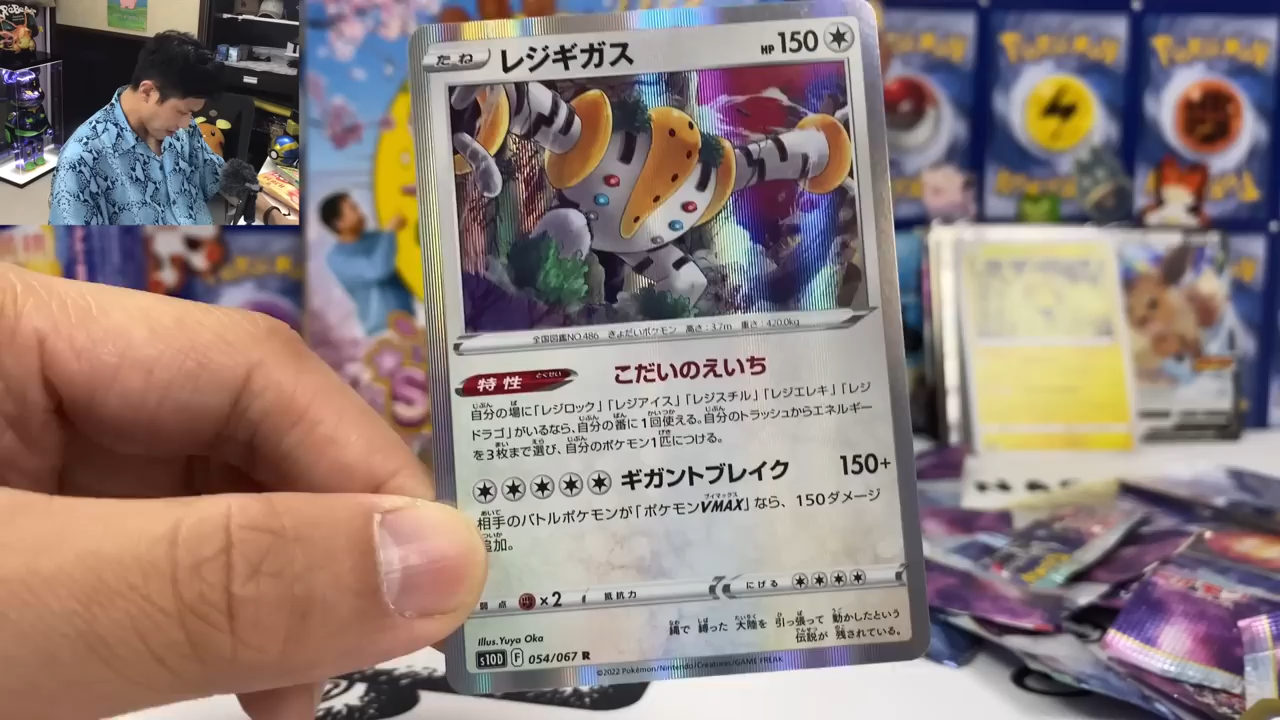 たね レジギガス HP 150
全国図鑑NO.486 きょだいポケモン 高さ:3.7m 重さ:420.0kg
特性 とくせい こだいのえいち
自分の場に「レジロック」「レジアイス」「レジスチル」「レジエレキ」「レジ
ドラゴ」がいるなら、自分の番に1回使える。自分のトラッシュからエネルギー
を3枚まで選び、自分のポケモン1匹につける。
ギガントブレイク 150+
相手のバトルポケモンが「ポケモンVMAX」なら、150ダメージ
追加。
弱点 ×2 抵抗力 にげる
縄で縛った大陸を引っ張って動かしたという
伝説が残されている。
Illus.Yuya Oka
s10D F 054/067 R
©2022 Pokémon/Nintendo/Creatures/GAME FREAK